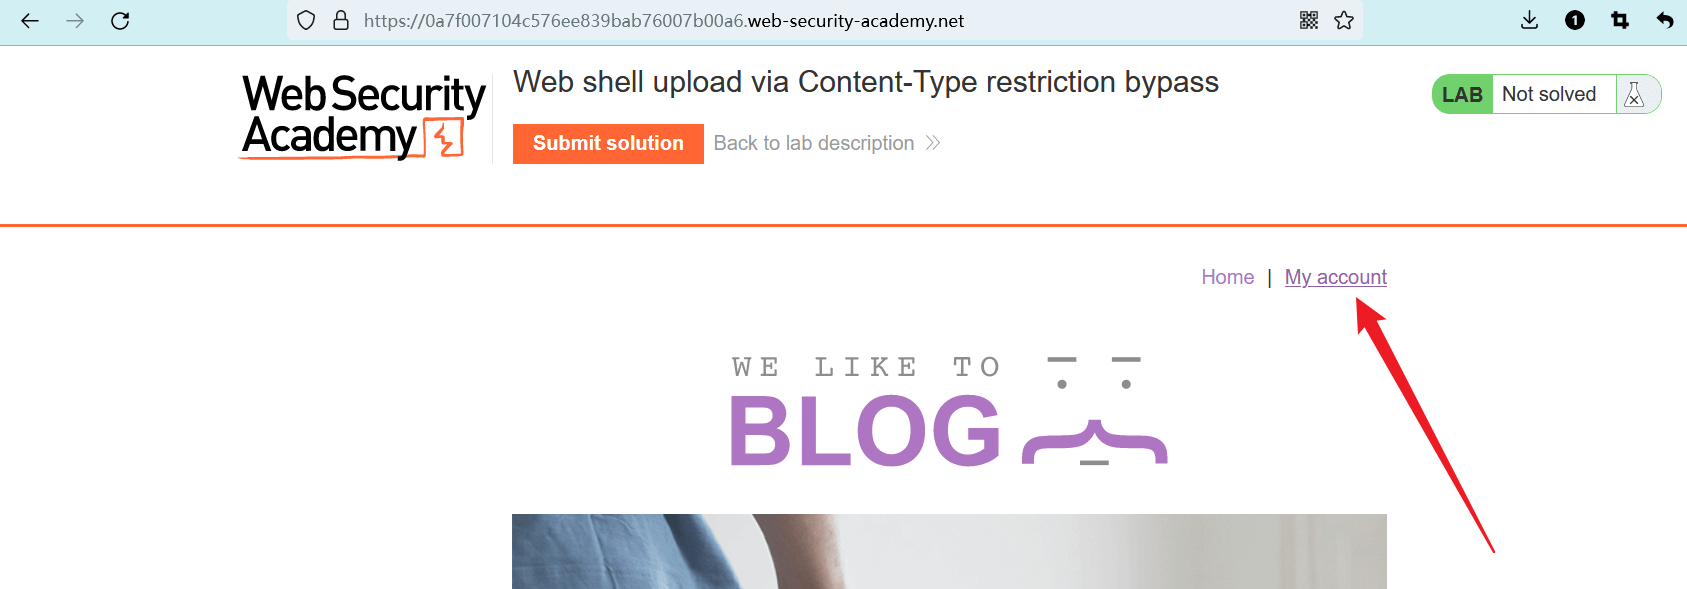 https://0a7f007104c576ee839bab76007b00a6.web-security-academy.net
1
Web Security
Academy
Web shell upload via Content-Type restriction bypass
LAB Not solved
Submit solution Back to lab description
Home | My account
WE LIKE TO
BLOG